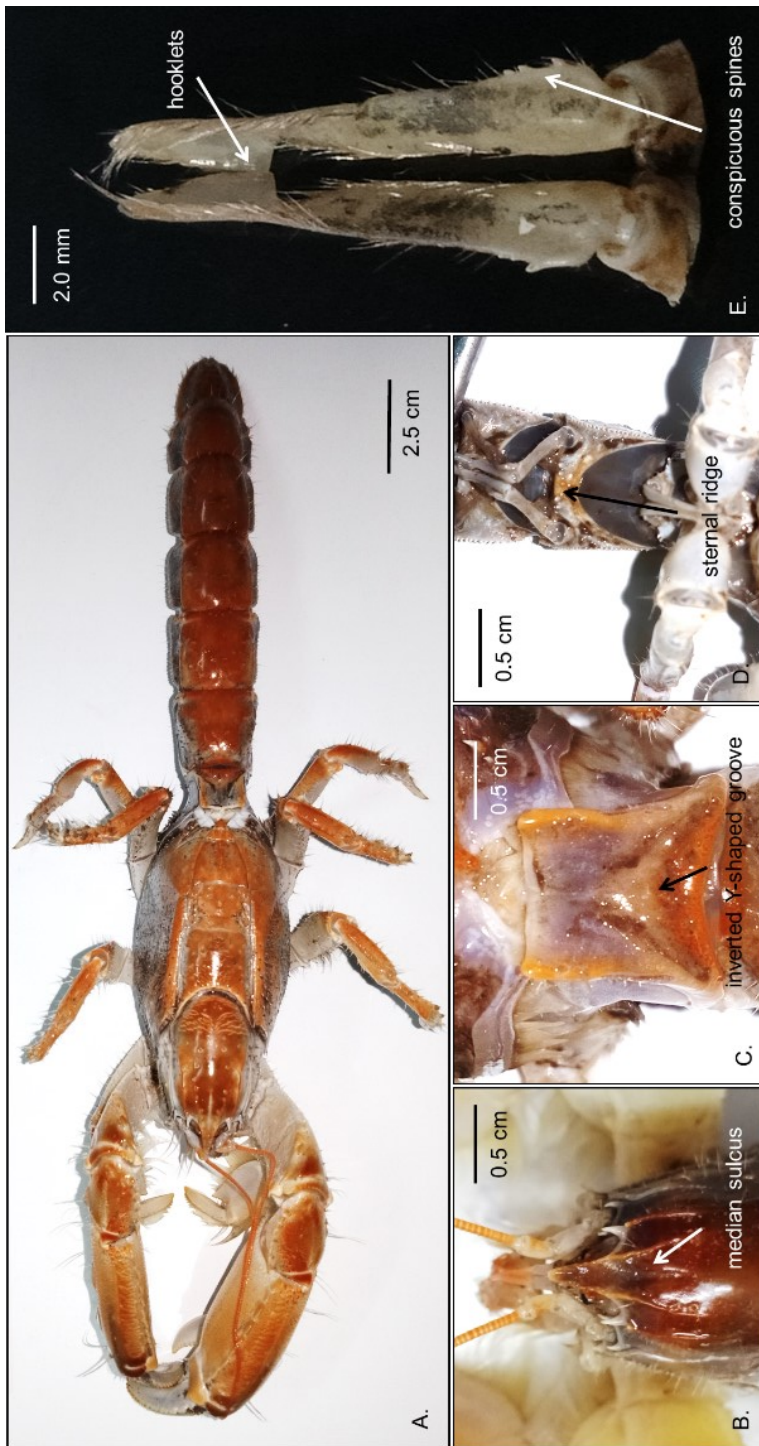 A.
2.5 cm
B.
0.5 cm
median sulcus
C.
0.5 cm
inverted Y-shaped groove
D.
0.5 cm
sternal ridge
E.
2.0 mm
hooklets
conspicuous spines